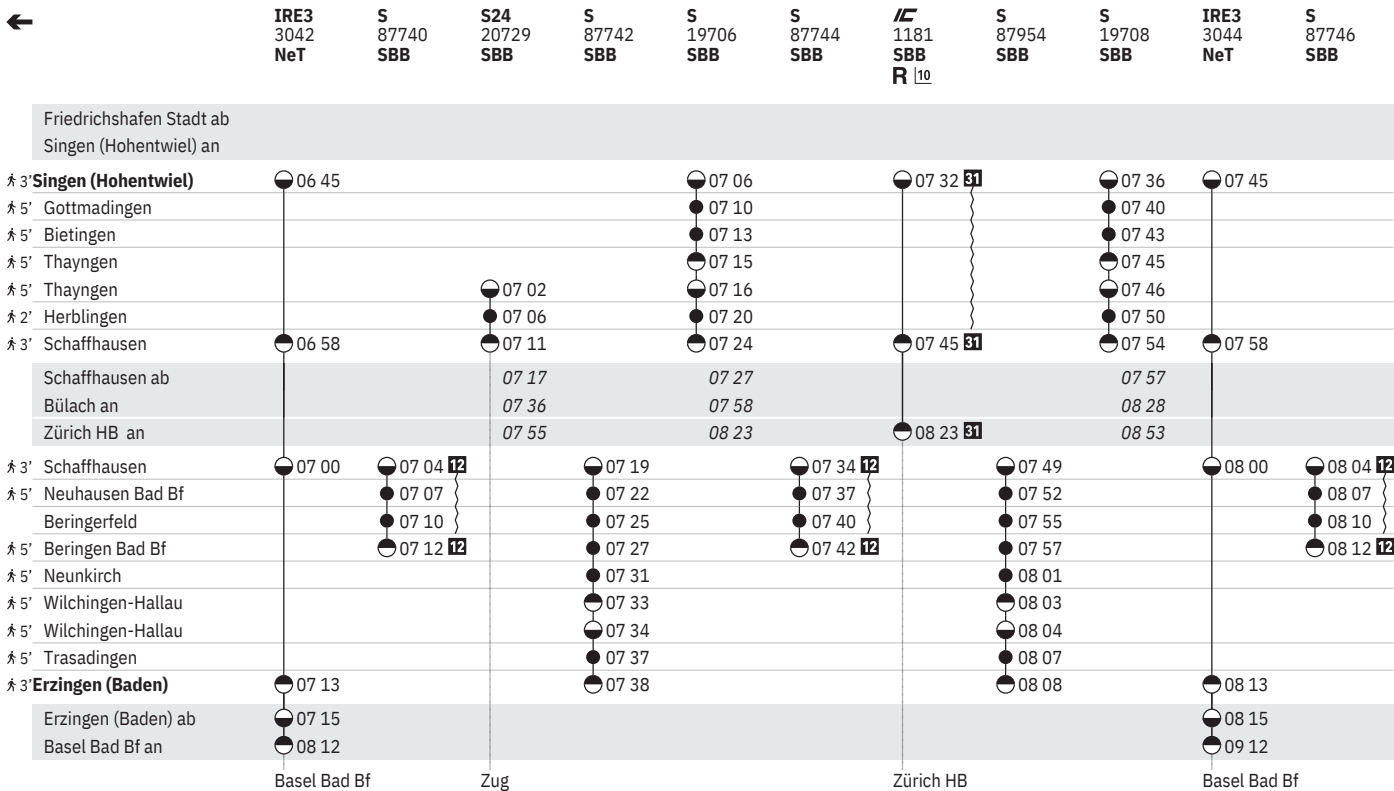 IRE3 S S24 S S S IC S S IRE3 S
3042 87740 20729 87742 19706 87744 1181 87954 19708 3044 87746
NeT SBB SBB SBB SBB SBB SBB SBB SBB NeT SBB
R 10
Friedrichshafen Stadt ab
Singen (Hohentwiel) an
3’ Singen (Hohentwiel) 06 45 07 06 07 32 31 07 36 07 45
5’ Gottmadingen 07 10 07 40
5’ Bietingen 07 13 07 43
5’ Thayngen 07 15 07 45
5’ Thayngen 07 02 07 16 07 46
2’ Herblingen 07 06 07 20 07 50
3’ Schaffhausen 06 58 07 11 07 24 07 45 31 07 54 07 58
Schaffhausen ab 07 17 07 27 07 57
Bülach an 07 36 07 58 08 28
Zürich HB an 07 55 08 23 08 23 31 08 53
3’ Schaffhausen 07 00 07 04 12 07 19 07 34 12 07 49 08 00 08 04 12
5’ Neuhausen Bad Bf 07 07 07 22 07 37 07 52 08 07
Beringerfeld 07 10 07 25 07 40 07 55 08 10
5’ Beringen Bad Bf 07 12 12 07 27 07 42 12 07 57 08 12 12
5’ Neunkirch 07 31 08 01
5’ Wilchingen-Hallau 07 33 08 03
5’ Wilchingen-Hallau 07 34 08 04
5’ Trasadingen 07 37 08 07
3’ Erzingen (Baden) 07 13 07 38 08 08 08 13
Erzingen (Baden) ab 07 15 08 15
Basel Bad Bf an 08 12 09 12
Basel Bad Bf Zug Zürich HB Basel Bad Bf